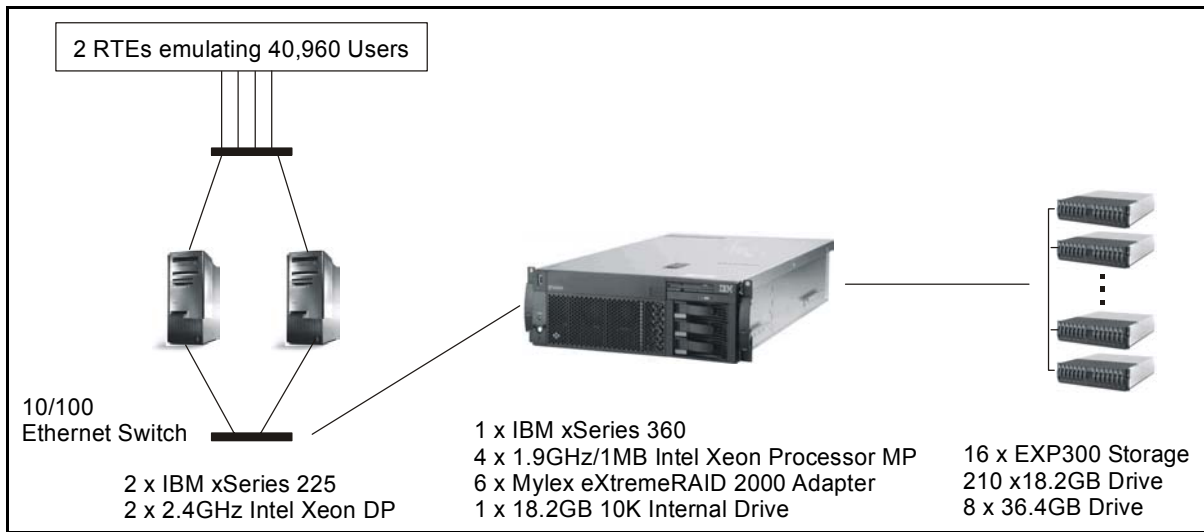 2 RTEs emulating 40,960 Users
10/100
Ethernet Switch
2 x IBM xSeries 225
2 x 2.4GHz Intel Xeon DP
IBM
1 x IBM xSeries 360
4 x 1.9GHz/1MB Intel Xeon Processor MP
6 x Mylex eXtremeRAID 2000 Adapter
1 x 18.2GB 10K Internal Drive
16 x EXP300 Storage
210 x18.2GB Drive
8 x 36.4GB Drive